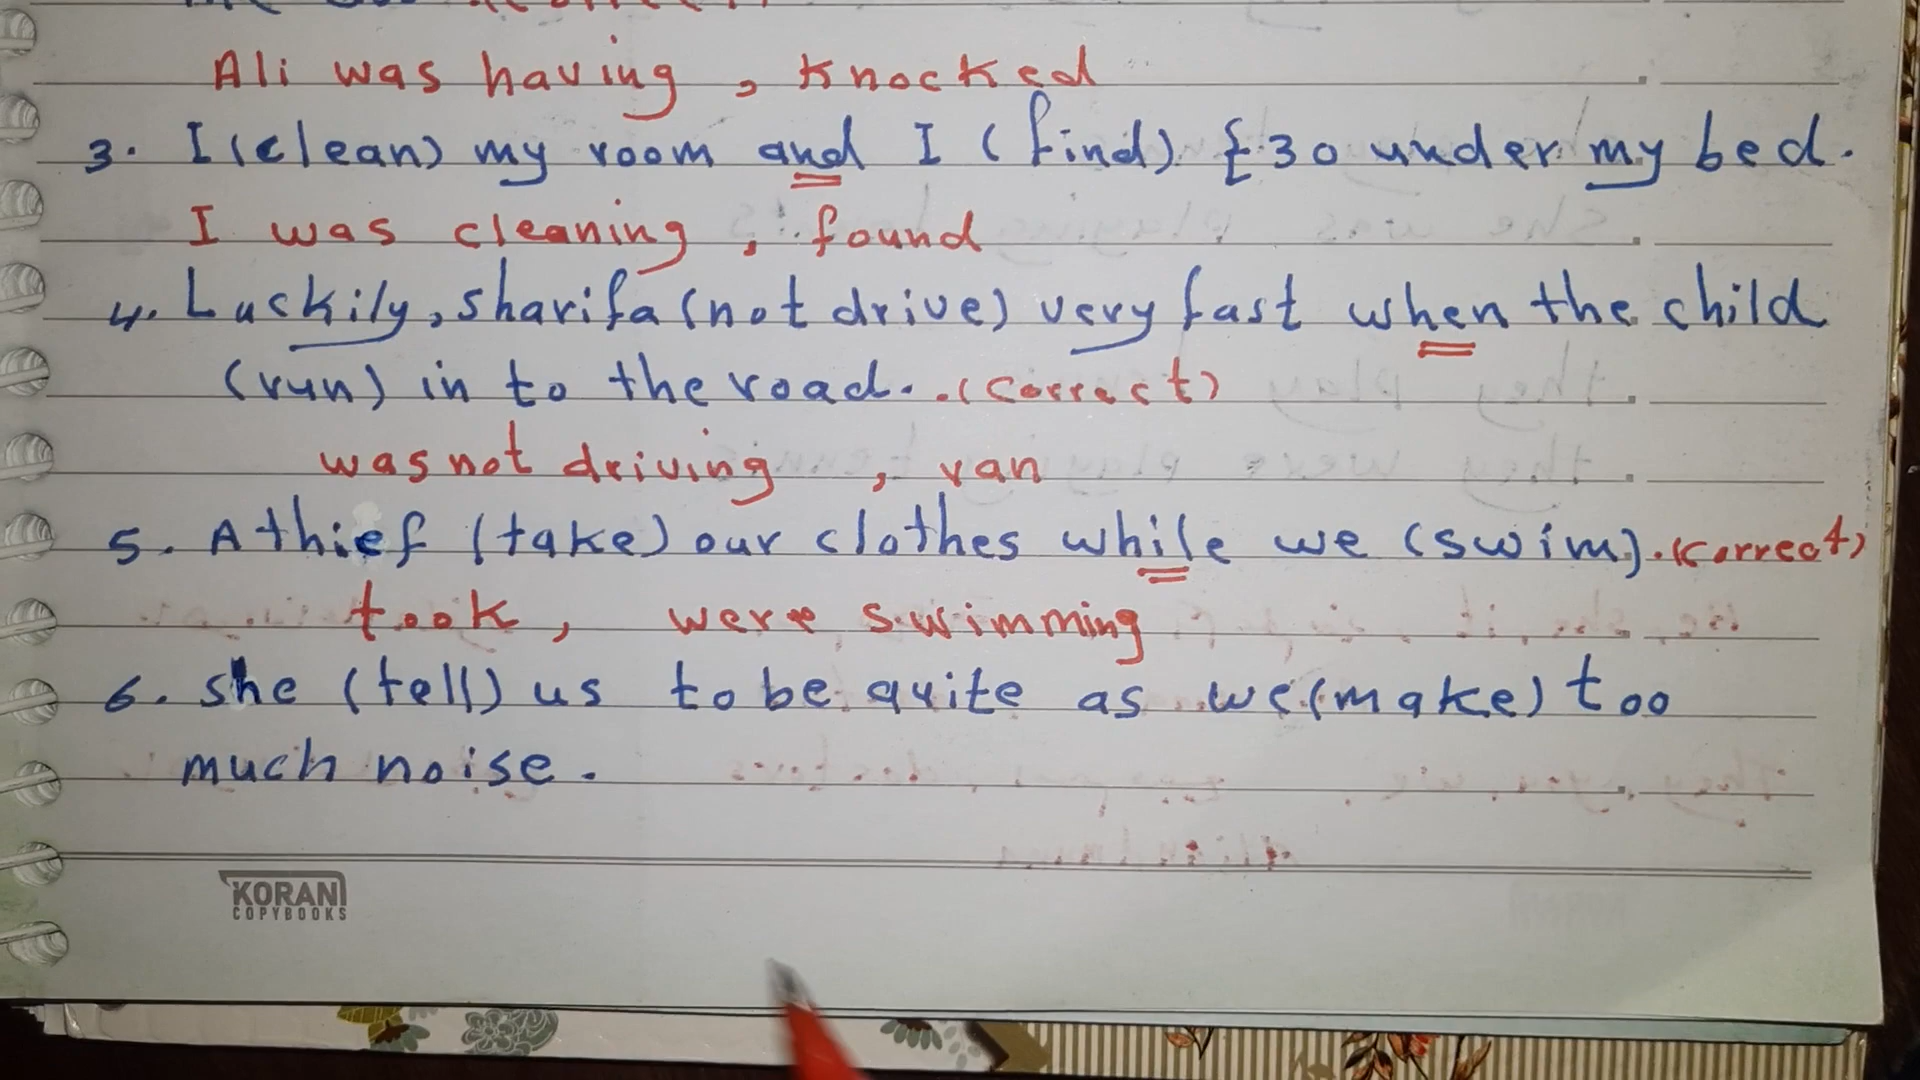 Ali was having , knocked
3. I (clean) my room and I (find) £30 under my bed.
I was cleaning , found
4. Luckily, sharifa (not drive) very fast when the child
(run) in to the road. (Correct)
was not driving , ran
5. A thief (take) our clothes while we (swim). (Correct)
took , were swimming
6. she (tell) us to be quite as we (make) too
much noise.
KORAN
COPYBOOKS